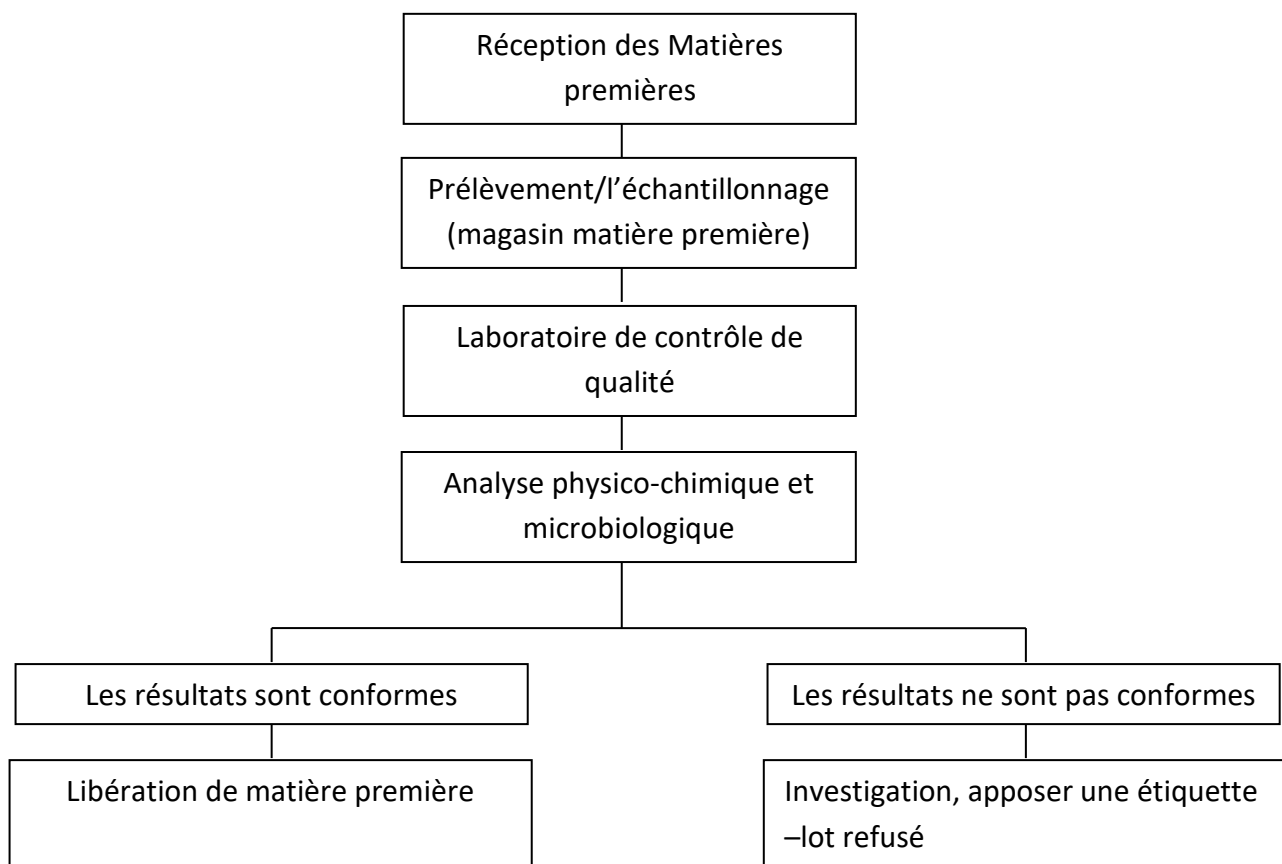 Réception des Matières
premières
Prélèvement/l’échantillonnage
(magasin matière première)
Laboratoire de contrôle de
qualité
Analyse physico-chimique et
microbiologique
Les résultats sont conformes
Les résultats ne sont pas conformes
Libération de matière première
Investigation, apposer une étiquette
–lot refusé